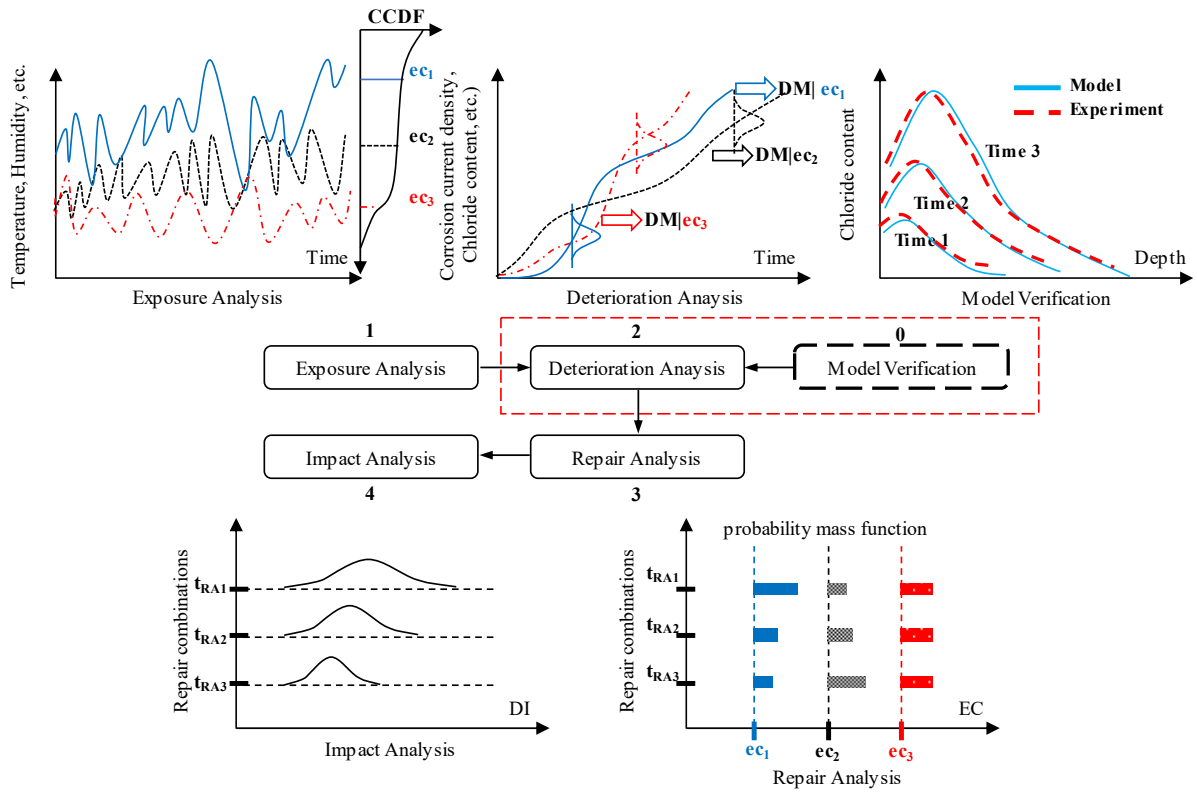 CCDF
Temperature, Humidity, etc.
ec1
ec2
ec3
Time
Exposure Analysis
Corrosion current density,
Chloride content, etc.)
DM| ec1
DM|ec2
DM|ec3
Time
Deterioration Anaysis
Chloride content
Model
Experiment
Time 3
Time 2
Time 1
Depth
Model Verification
1
2
0
Exposure Analysis
Deterioration Anaysis
Model Verification
Impact Analysis
Repair Analysis
4
3
Repair combinations
tRA1
tRA2
tRA3
DI
Impact Analysis
probability mass function
Repair combinations
tRA1
tRA2
tRA3
EC
ec1
ec2
ec3
Repair Analysis